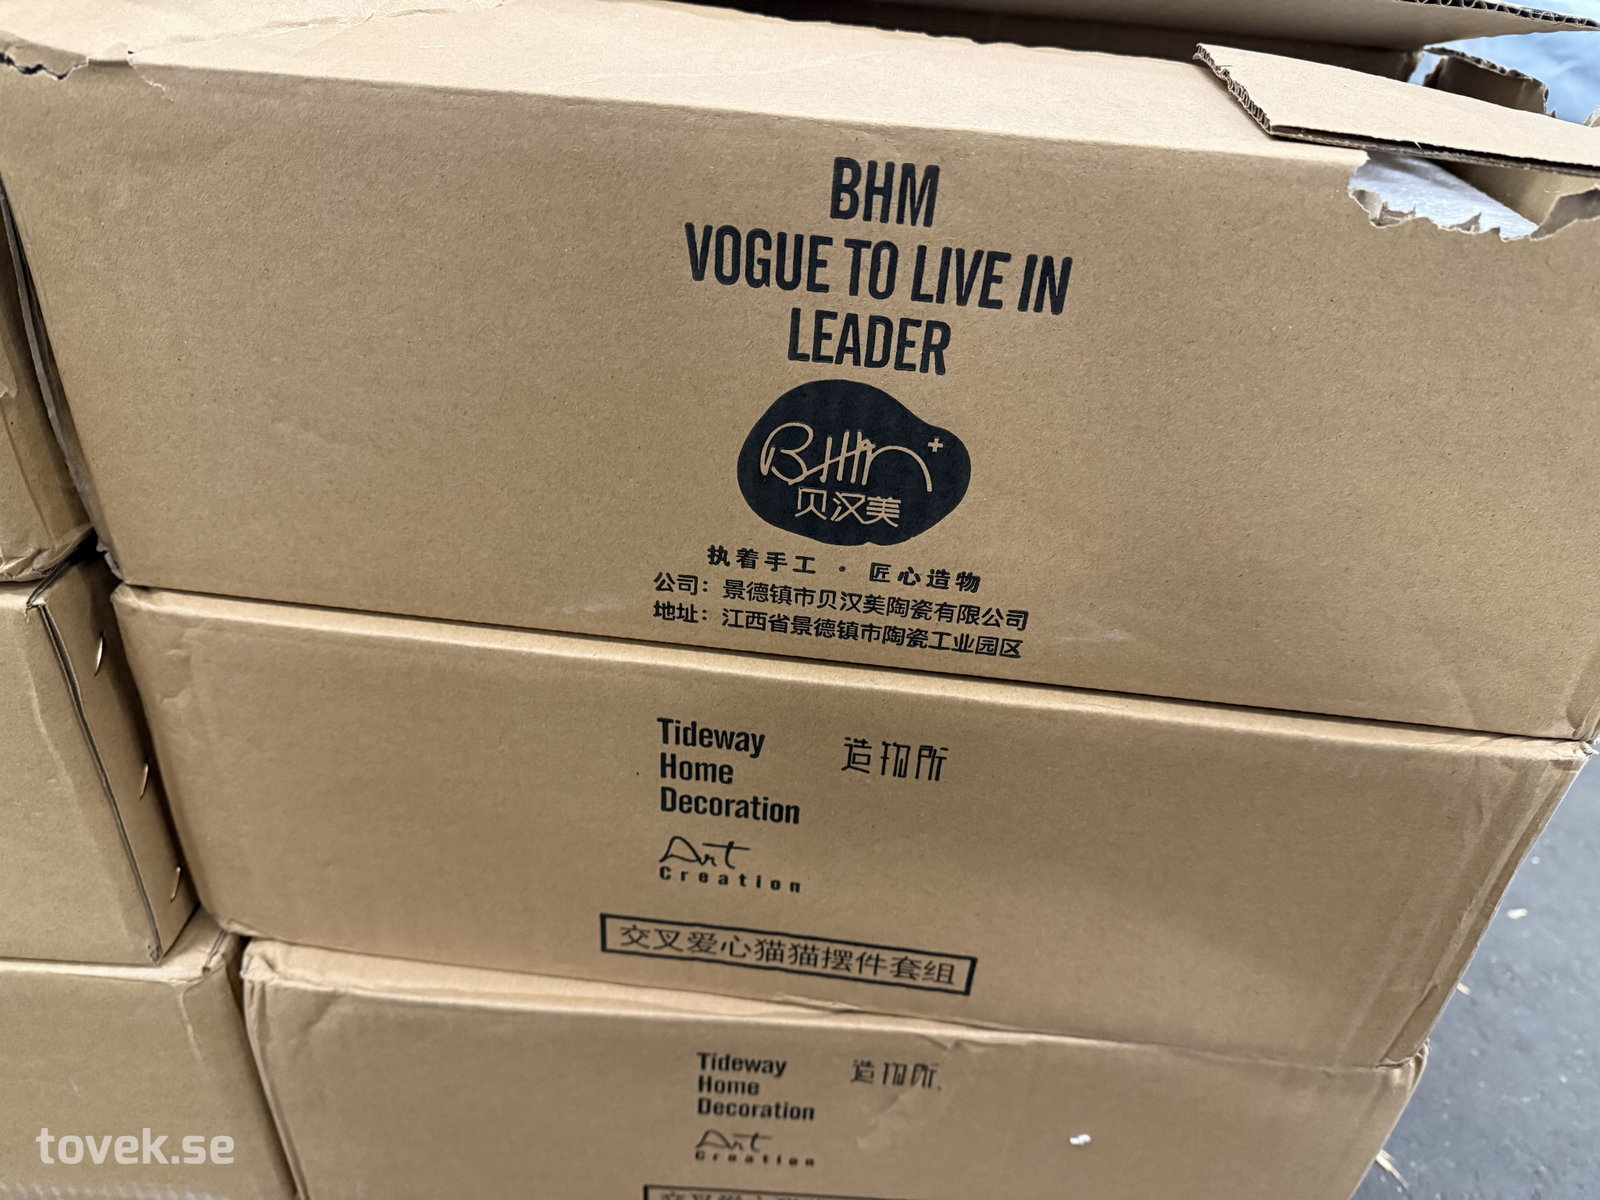 BHM
VOGUE TO LIVE IN
LEADER
BHM+
贝汉美
执着手工 · 匠心造物
公司：景德镇市贝汉美陶瓷有限公司
地址：江西省景德镇市陶瓷工业园区
Tideway
Home
Decoration
造物所
Art
Creation
交叉爱心猫猫摆件套组
Tideway
Home
Decoration
造物所
Art
Creation
tovek.se